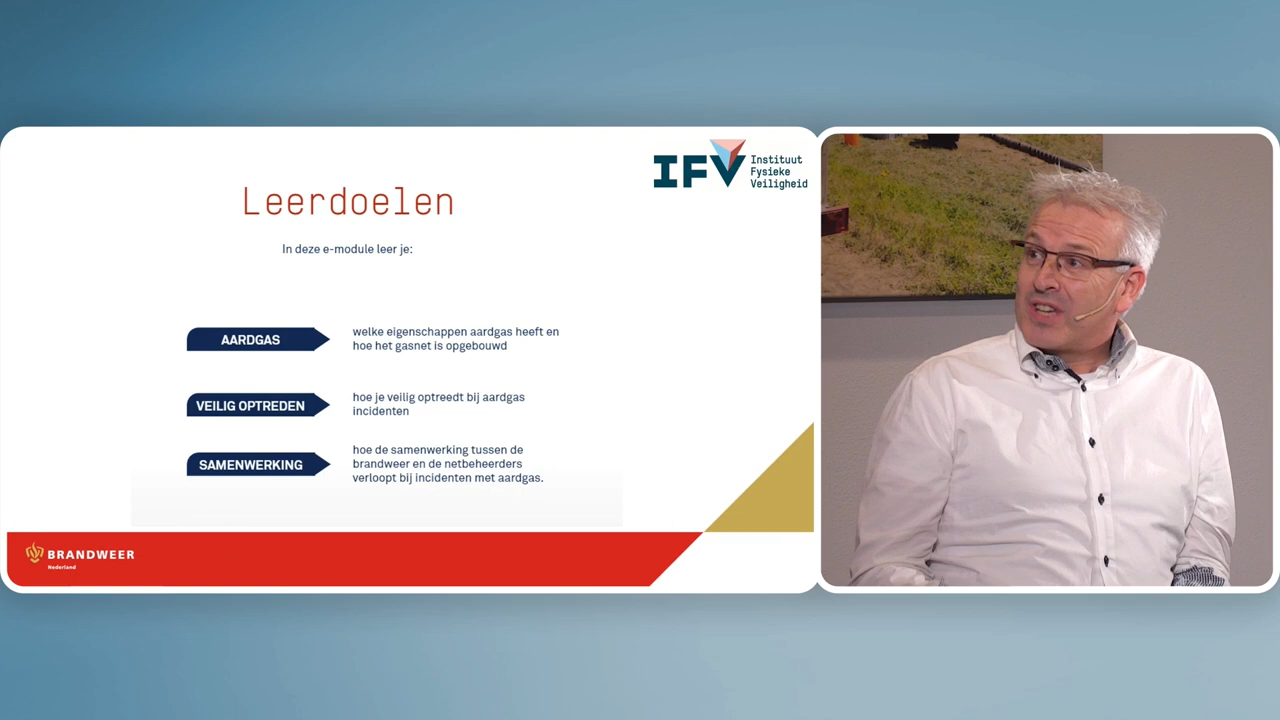 IFV
Instituut
Fysieke
Veiligheid
Leerdoelen
In deze e-module leer je:
AARDGAS
welke eigenschappen aardgas heeft en
hoe het gasnet is opgebouwd
VEILIG OPTREDEN
hoe je veilig optreedt bij aardgas
incidenten
SAMENWERKING
hoe de samenwerking tussen de
brandweer en de netbeheerders
verloopt bij incidenten met aardgas.
BRANDWEER
Nederland